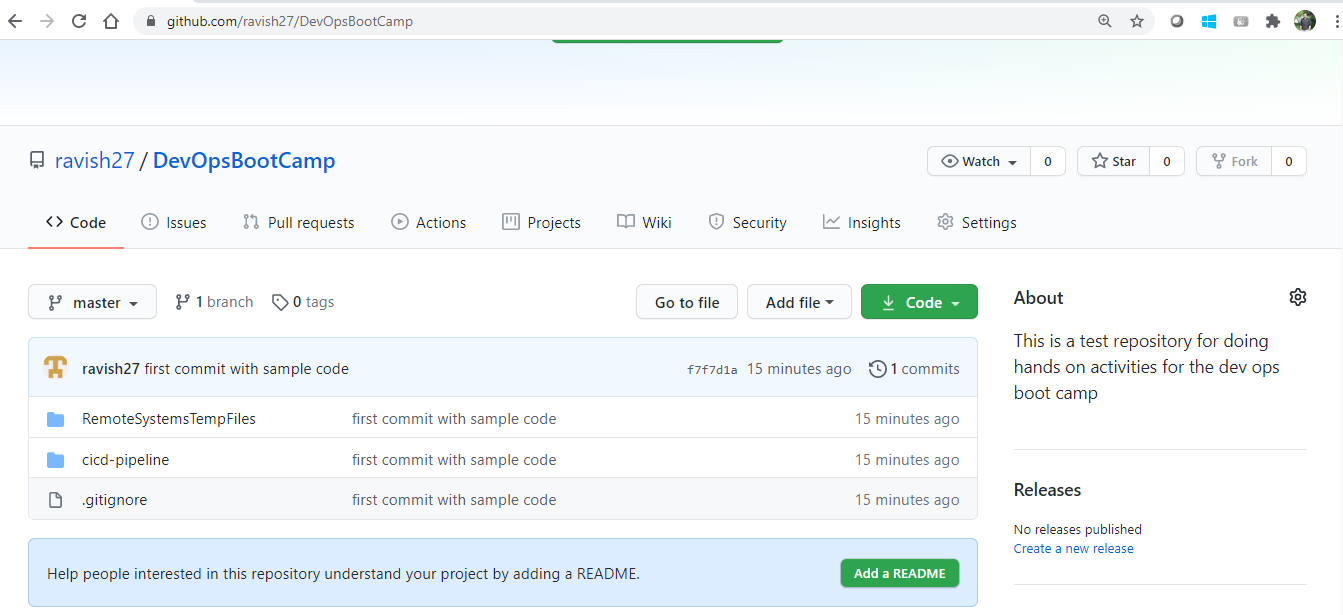 github.com/ravish27/DevOpsBootCamp
ravish27 / DevOpsBootCamp
Watch 0 Star 0 Fork 0
Code Issues Pull requests Actions Projects Wiki Security Insights Settings
master 1 branch 0 tags Go to file Add file Code
ravish27 first commit with sample code f7f7d1a 15 minutes ago 1 commits
RemoteSystemsTempFiles first commit with sample code 15 minutes ago
cicd-pipeline first commit with sample code 15 minutes ago
.gitignore first commit with sample code 15 minutes ago
Help people interested in this repository understand your project by adding a README. Add a README
About
This is a test repository for doing
hands on activities for the dev ops
boot camp
Releases
No releases published
Create a new release